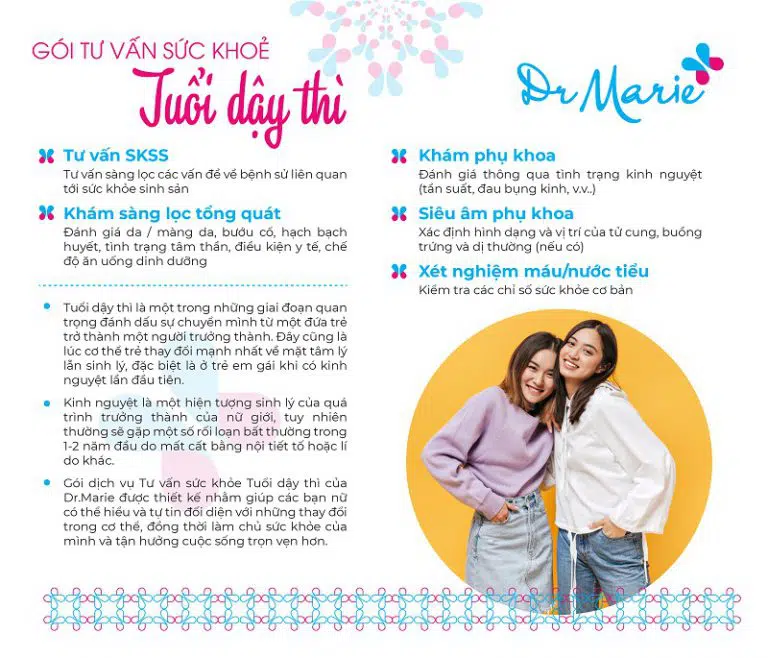 GÓI TƯ VẤN SỨC KHOẺ
Tuổi dậy thì
Dr Marie
Tư vấn SKSS
Tư vấn sàng lọc các vấn đề về bệnh sử liên quan
tới sức khỏe sinh sản
Khám sàng lọc tổng quát
Đánh giá da / màng da, bướu cổ, hạch bạch
huyết, tình trạng tâm thần, điều kiện y tế, chế
độ ăn uống dinh dưỡng
Tuổi dậy thì là một trong những giai đoạn quan
trọng đánh dấu sự chuyển mình từ một đứa trẻ
trở thành một người trưởng thành. Đây cũng là
lúc cơ thể trẻ thay đổi mạnh nhất về mặt tâm lý
lẫn sinh lý, đặc biệt là ở trẻ em gái khi có kinh
nguyệt lần đầu tiên.
Kinh nguyệt là một hiện tượng sinh lý của quá
trình trưởng thành của nữ giới, tuy nhiên
thường sẽ gặp một số rối loạn bất thường trong
1-2 năm đầu do mất cất bằng nội tiết tố hoặc lí
do khác.
Gói dịch vụ Tư vấn sức khỏe Tuổi dậy thì của
Dr.Marie được thiết kế nhằm giúp các bạn nữ
có thể hiểu và tự tin đối diện với những thay đổi
trong cơ thể, đồng thời làm chủ sức khỏe của
mình và tận hưởng cuộc sống trọn vẹn hơn.
Khám phụ khoa
Đánh giá thông qua tình trạng kinh nguyệt
(tần suất, đau bụng kinh, v.v..)
Siêu âm phụ khoa
Xác định hình dạng và vị trí của tử cung, buồng
trứng và dị thường (nếu có)
Xét nghiệm máu/nước tiểu
Kiểm tra các chỉ số sức khỏe cơ bản